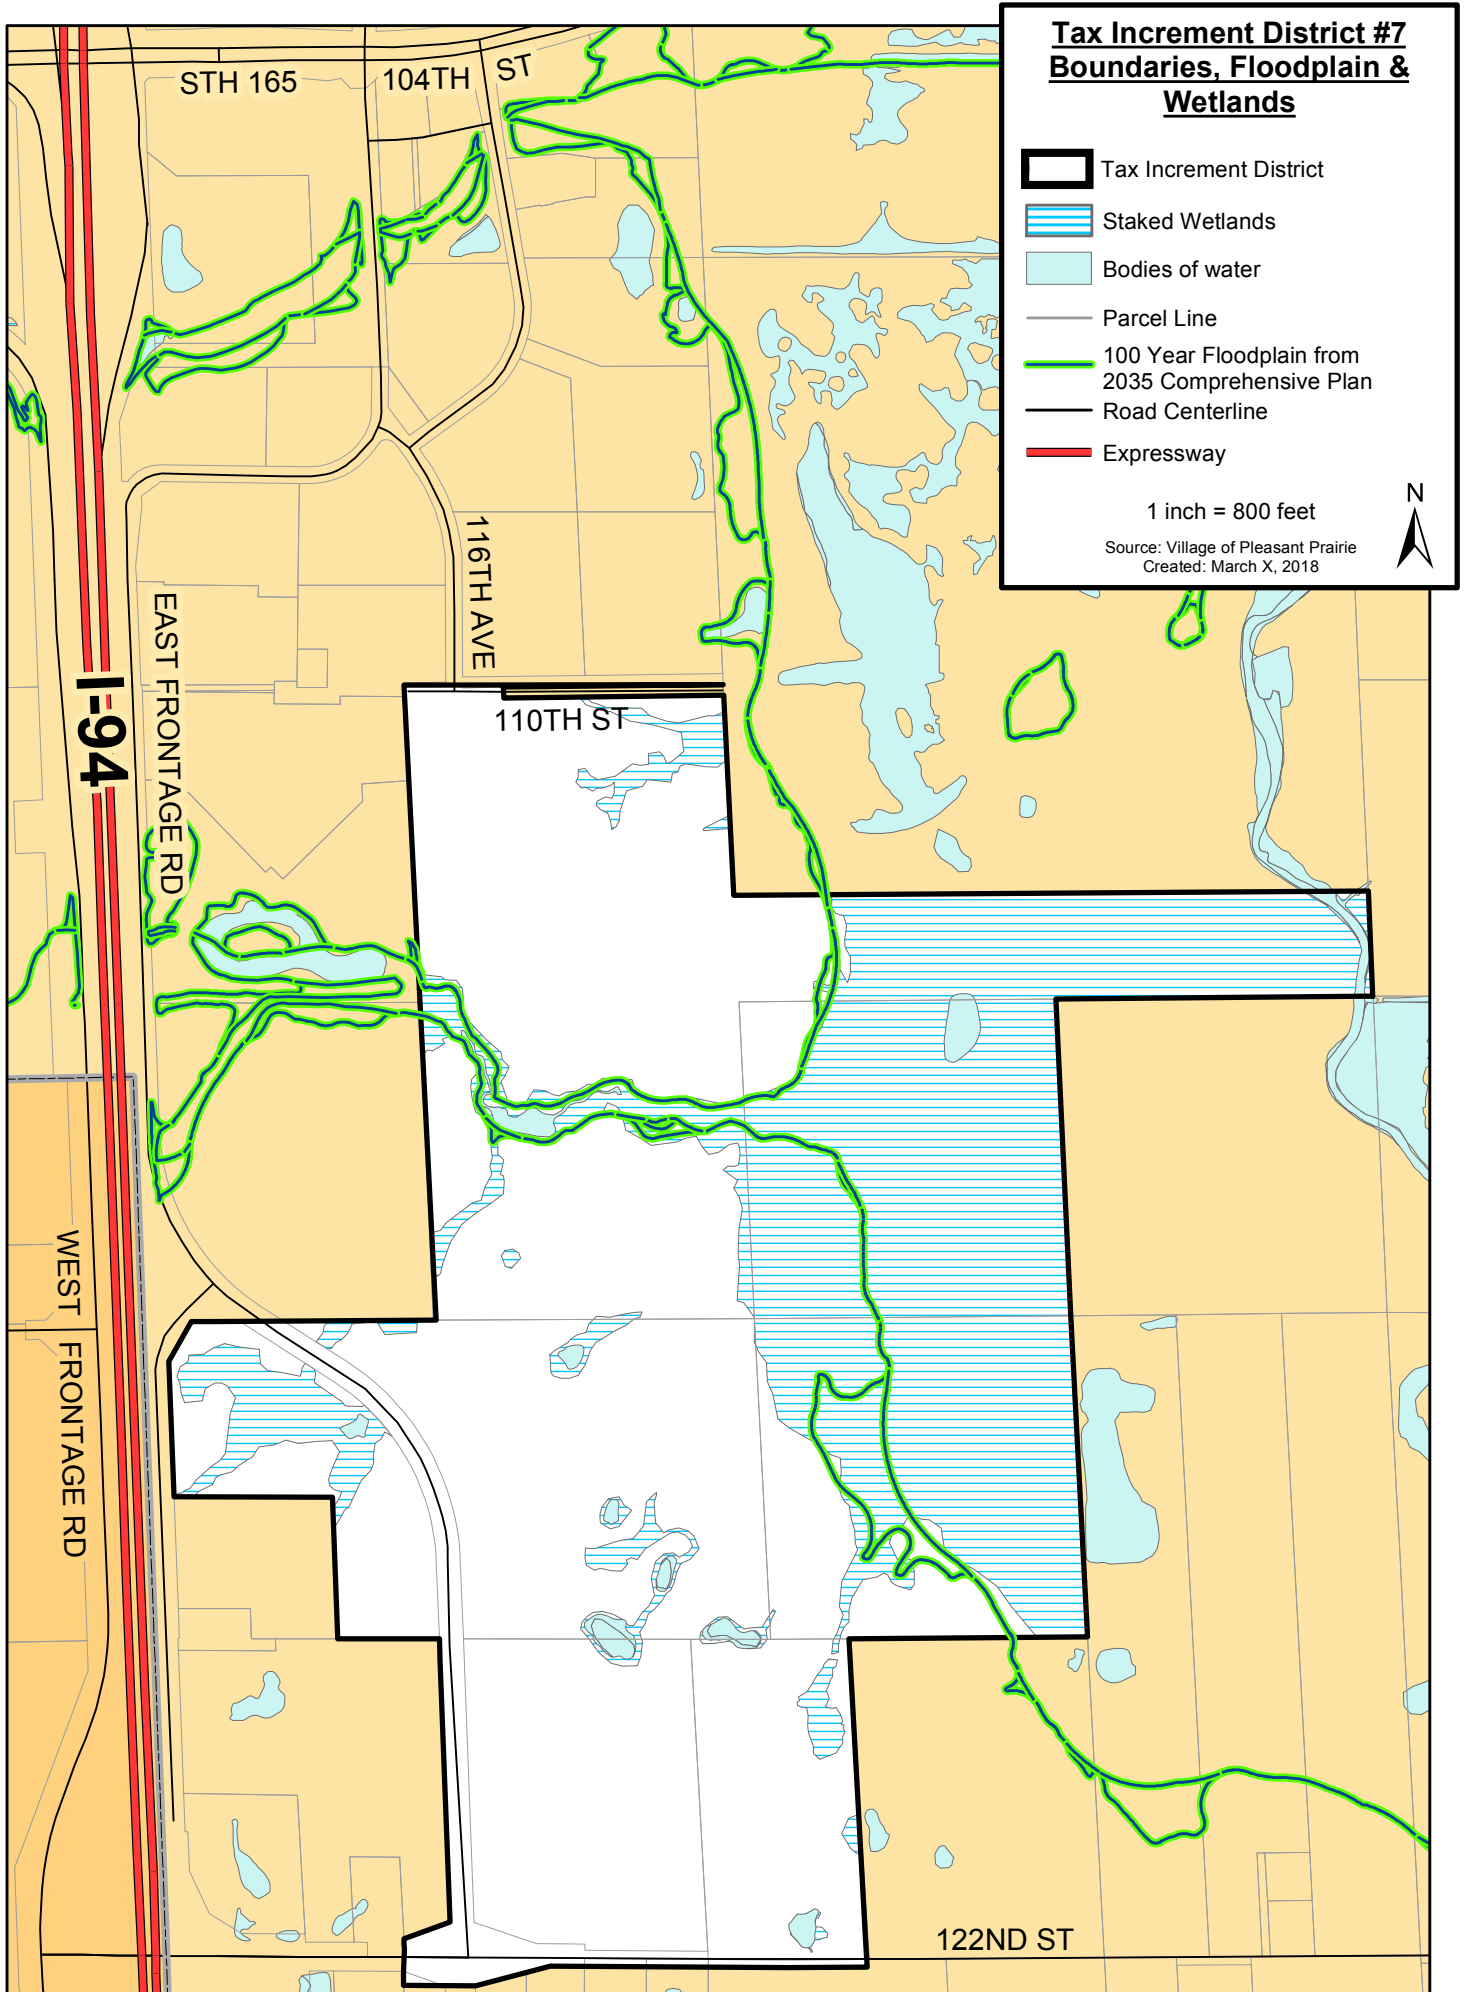 Tax Increment District #7
Boundaries, Floodplain &
Wetlands
Tax Increment District
Staked Wetlands
Bodies of water
Parcel Line
100 Year Floodplain from
2035 Comprehensive Plan
Road Centerline
Expressway
1 inch = 800 feet
N
Source: Village of Pleasant Prairie
Created: March X, 2018
STH 165
104TH ST
116TH AVE
EAST FRONTAGE RD
I-94
110TH ST
WEST FRONTAGE RD
122ND ST